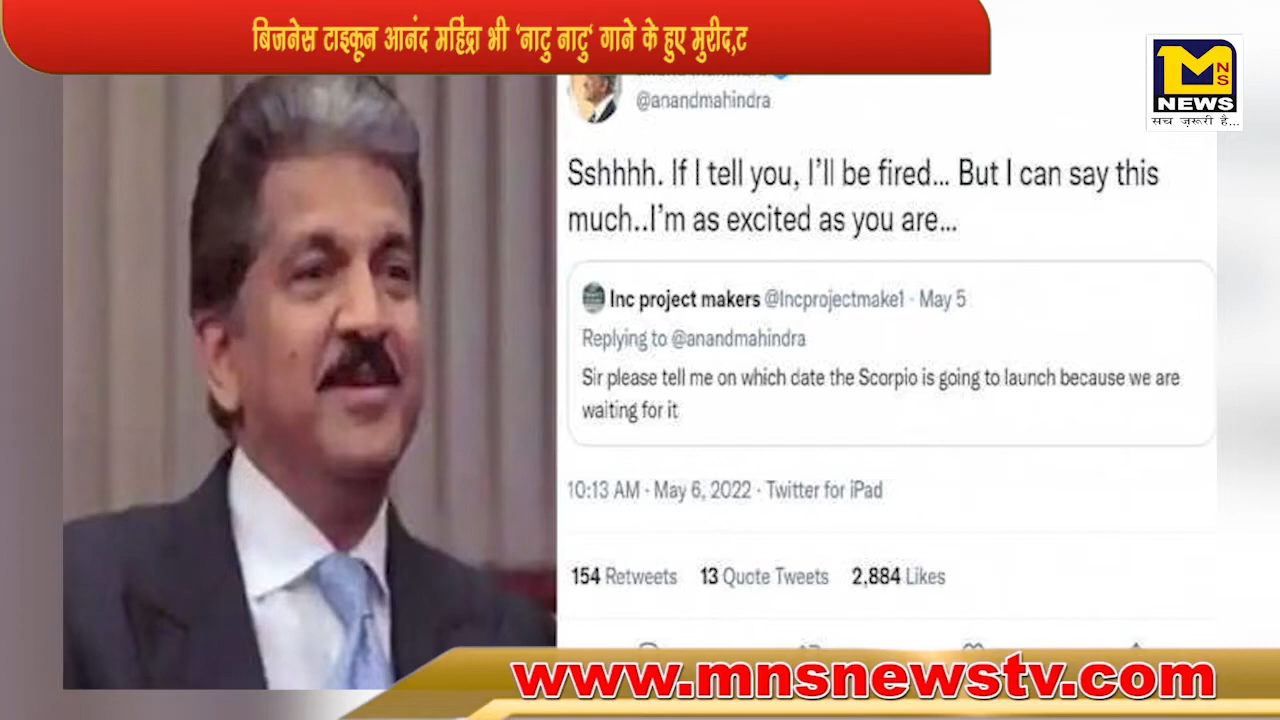 बिजनेस टाइकून आनंद महिंद्रा भी 'नाटु नाटु' गाने के हुए मुरीद,ट
M NS
NEWS
सच ज़रूरी है...
@anandmahindra
Sshhhh. If I tell you, I'll be fired... But I can say this
much..I'm as excited as you are...
Inc project makers @Incprojectmake1 · May 5
Replying to @anandmahindra
Sir please tell me on which date the Scorpio is going to launch because we are
waiting for it
10:13 AM · May 6, 2022 · Twitter for iPad
154 Retweets 13 Quote Tweets 2,884 Likes
www.mnsnewstv.com